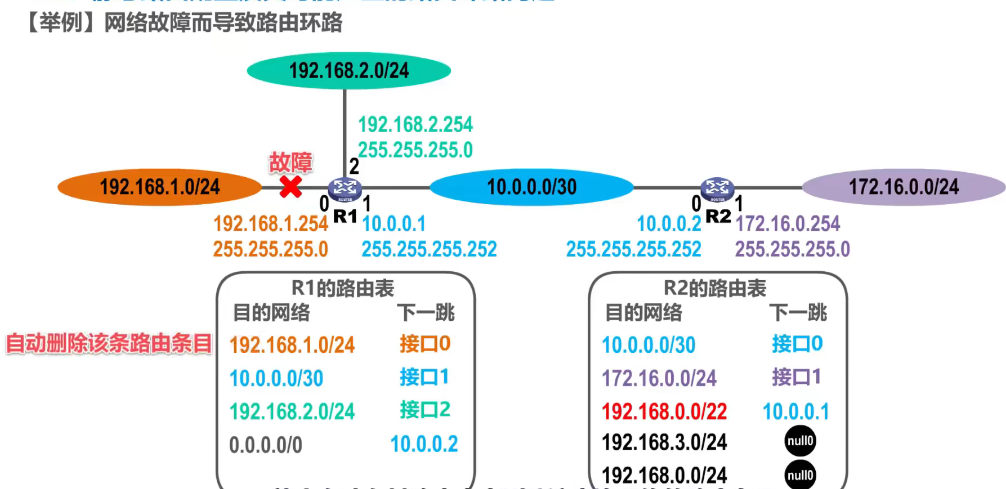 【举例】网络故障而导致路由环路
192.168.2.0/24
192.168.2.254
255.255.255.0
故障
2
192.168.1.0/24
10.0.0.0/30
172.16.0.0/24
0 R1 1
0 R2 1
192.168.1.254
255.255.255.0
10.0.0.1
255.255.255.252
10.0.0.2
255.255.255.252
172.16.0.254
255.255.255.0
R1的路由表
目的网络 下一跳
自动删除该条路由条目
192.168.1.0/24 接口0
10.0.0.0/30 接口1
192.168.2.0/24 接口2
0.0.0.0/0 10.0.0.2
R2的路由表
目的网络 下一跳
10.0.0.0/30 接口0
172.16.0.0/24 接口1
192.168.0.0/22 10.0.0.1
192.168.3.0/24 null0
192.168.0.0/24 null0